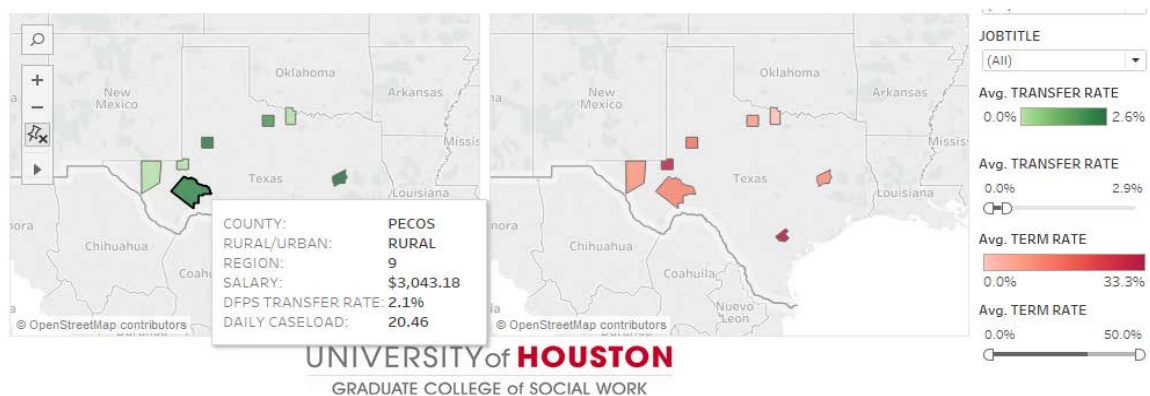 Oklahoma
New
Mexico
Arkansas
Missis
Texas
Louisiana
nora
Chihuahua
Coah
© OpenStreetMap contributors
COUNTY: PECOS
RURAL/URBAN: RURAL
REGION: 9
SALARY: $3,043.18
DFPS TRANSFER RATE: 2.1%
DAILY CASELOAD: 20.46
Oklahoma
New
Mexico
Arkansas
Mississ
Texas
Louisiana
nora
Chihuahua
Coahuila
Nuevo
Leon
© OpenStreetMap contributors
JOBTITLE
(All)
Avg. TRANSFER RATE
0.0% 2.6%
Avg. TRANSFER RATE
0.0% 2.9%
Avg. TERM RATE
0.0% 33.3%
Avg. TERM RATE
0.0% 50.0%
UNIVERSITY of HOUSTON
GRADUATE COLLEGE of SOCIAL WORK